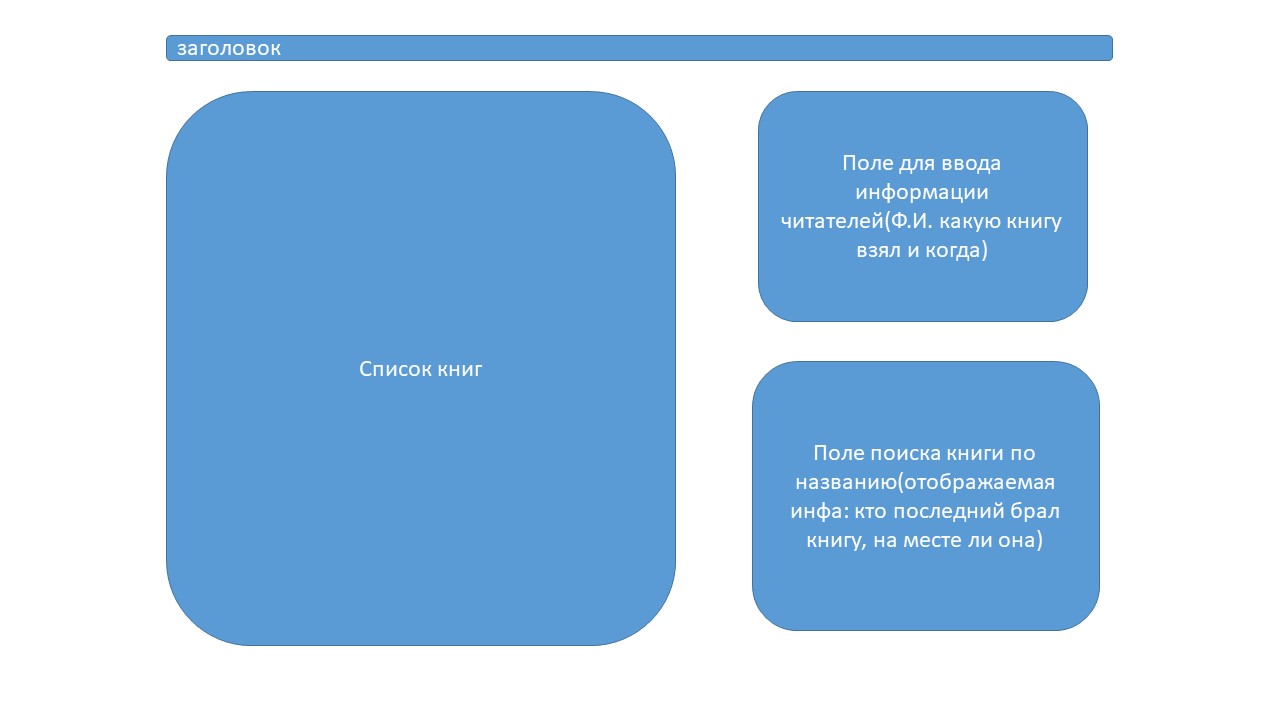 заголовок
Список книг
Поле для ввода
информации
читателей(Ф.И. какую книгу
взял и когда)
Поле поиска книги по
названию(отображаемая
инфа: кто последний брал
книгу, на месте ли она)